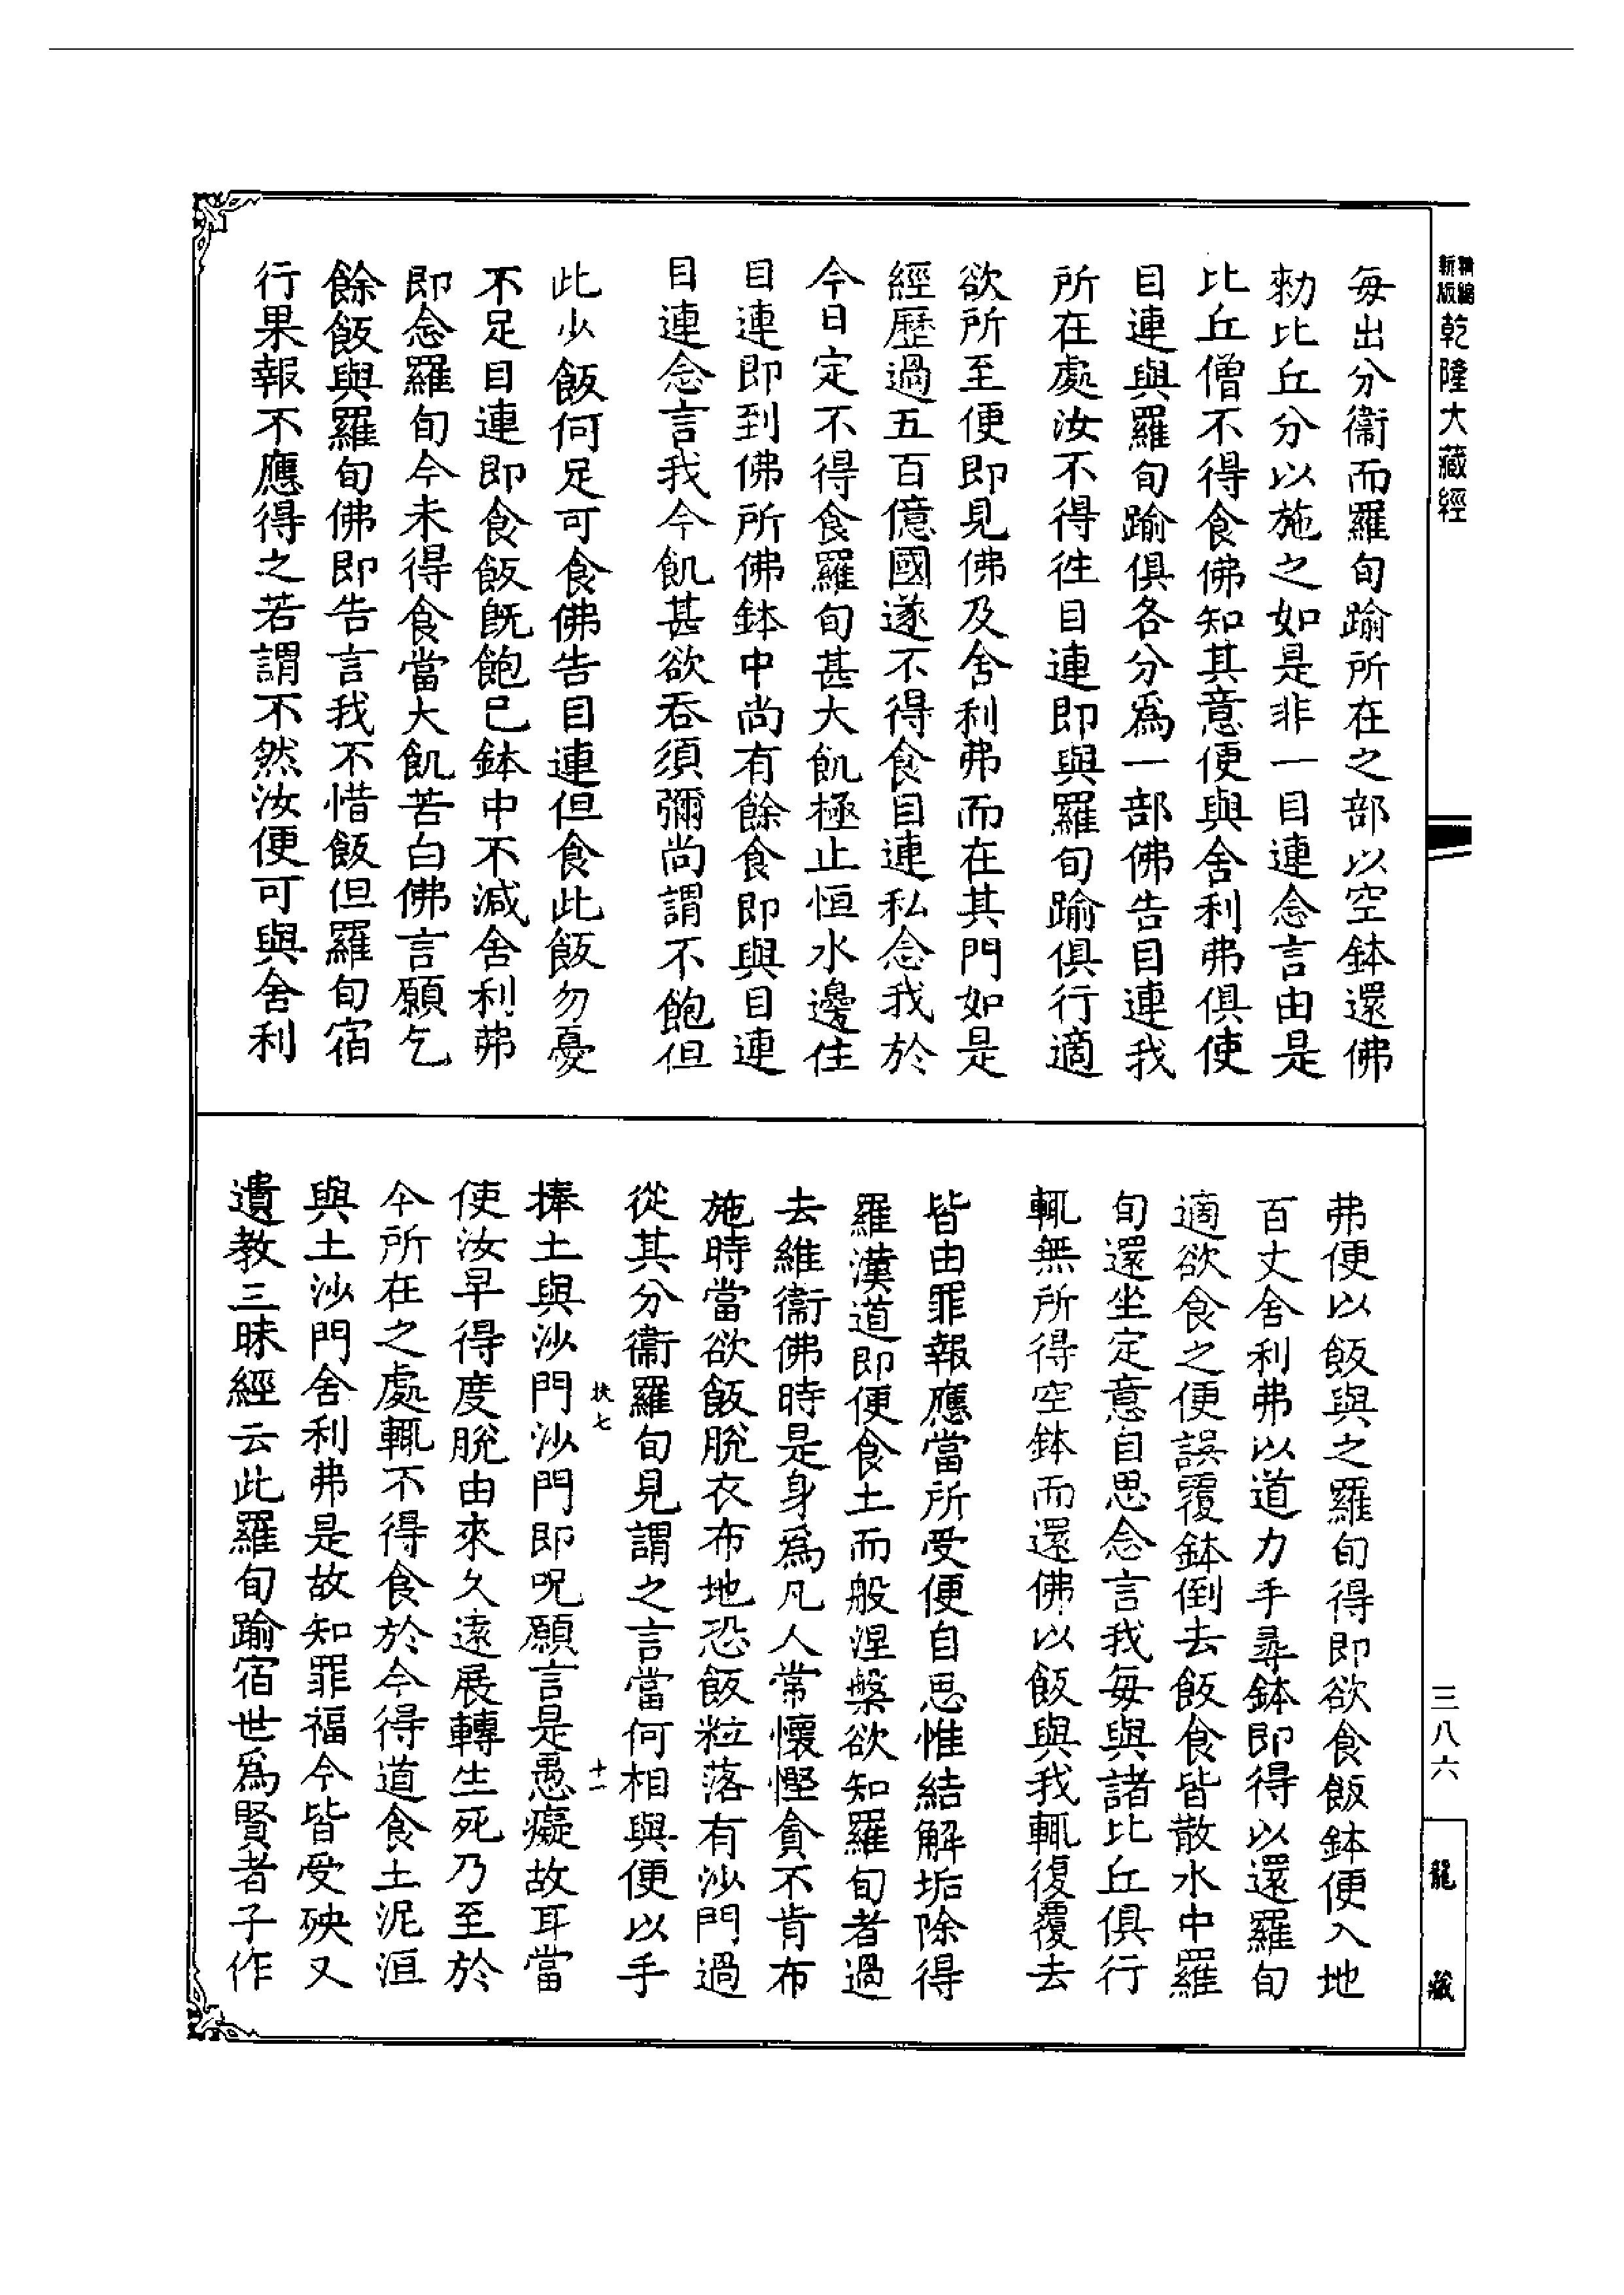 精縮
新版
乾隆大藏經
每出分衞而羅旬踰所在之部以空鉢還佛
勑比丘分以施之如是非一目連念言由是
比丘僧不得食佛知其意便與舍利弗俱使
目連與羅旬踰俱各分爲一部佛告目連我
所在處汝不得徃目連即與羅旬踰俱行適
欲所至便即見佛及舍利弗而在其門如是
經歷過五百億國遂不得食目連私念我於
今日定不得食羅旬甚大飢極止恒水邊住
目連即到佛所佛鉢中尚有餘食即與目連
目連念言我今飢甚欲吞須彌尚謂不飽但
此少飯何足可食佛告目連但食此飯勿憂
不足目連即食飯旣飽已鉢中不減舍利弗
即念羅旬今未得食當大飢苦白佛言願乞
餘飯與羅旬佛即告言我不惜飯但羅旬宿
行果報不應得之若謂不然汝便可與舍利
弗便以飯與之羅旬得即欲食飯鉢便入地
百丈舍利弗以道力手尋鉢即得以還羅旬
適欲食之便誤覆鉢倒去飯食皆散水中羅
旬還坐定意自思念言我每與諸比丘俱行
輒無所得空鉢而還佛以飯與我輒復覆去
皆由罪報應當所受便自思惟結解垢除得
羅漢道即便食土而般涅槃欲知羅旬者過
去維衞佛時是身爲凡人常懷慳貪不肯布
施時當欲飯脫衣布地恐飯粒落有沙門過
從其分衞羅旬見謂之言當何相與便以手
扶七 十一
捧土與沙門沙門即呪願言是愚癡故耳當
使汝早得度脫由來久遠展轉生死乃至於
今所在之處輒不得食於今得道食土泥洹
與土沙門舍利弗是故知罪福今皆受殃又
遺教三昧經云此羅旬踰宿世爲賢者子作
三八六
龍藏